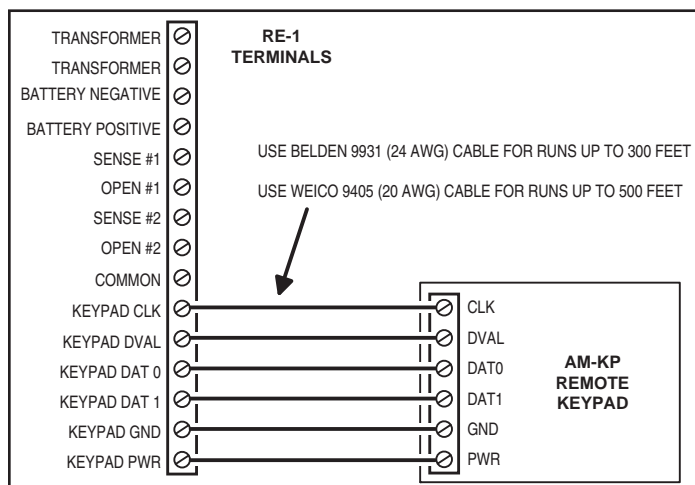 RE-1
TERMINALS
TRANSFORMER
TRANSFORMER
BATTERY NEGATIVE
BATTERY POSITIVE
SENSE #1
OPEN #1
SENSE #2
OPEN #2
COMMON
KEYPAD CLK
KEYPAD DVAL
KEYPAD DAT 0
KEYPAD DAT 1
KEYPAD GND
KEYPAD PWR
USE BELDEN 9931 (24 AWG) CABLE FOR RUNS UP TO 300 FEET
USE WEICO 9405 (20 AWG) CABLE FOR RUNS UP TO 500 FEET
CLK
DVAL
DAT0
DAT1
GND
PWR
AM-KP
REMOTE
KEYPAD